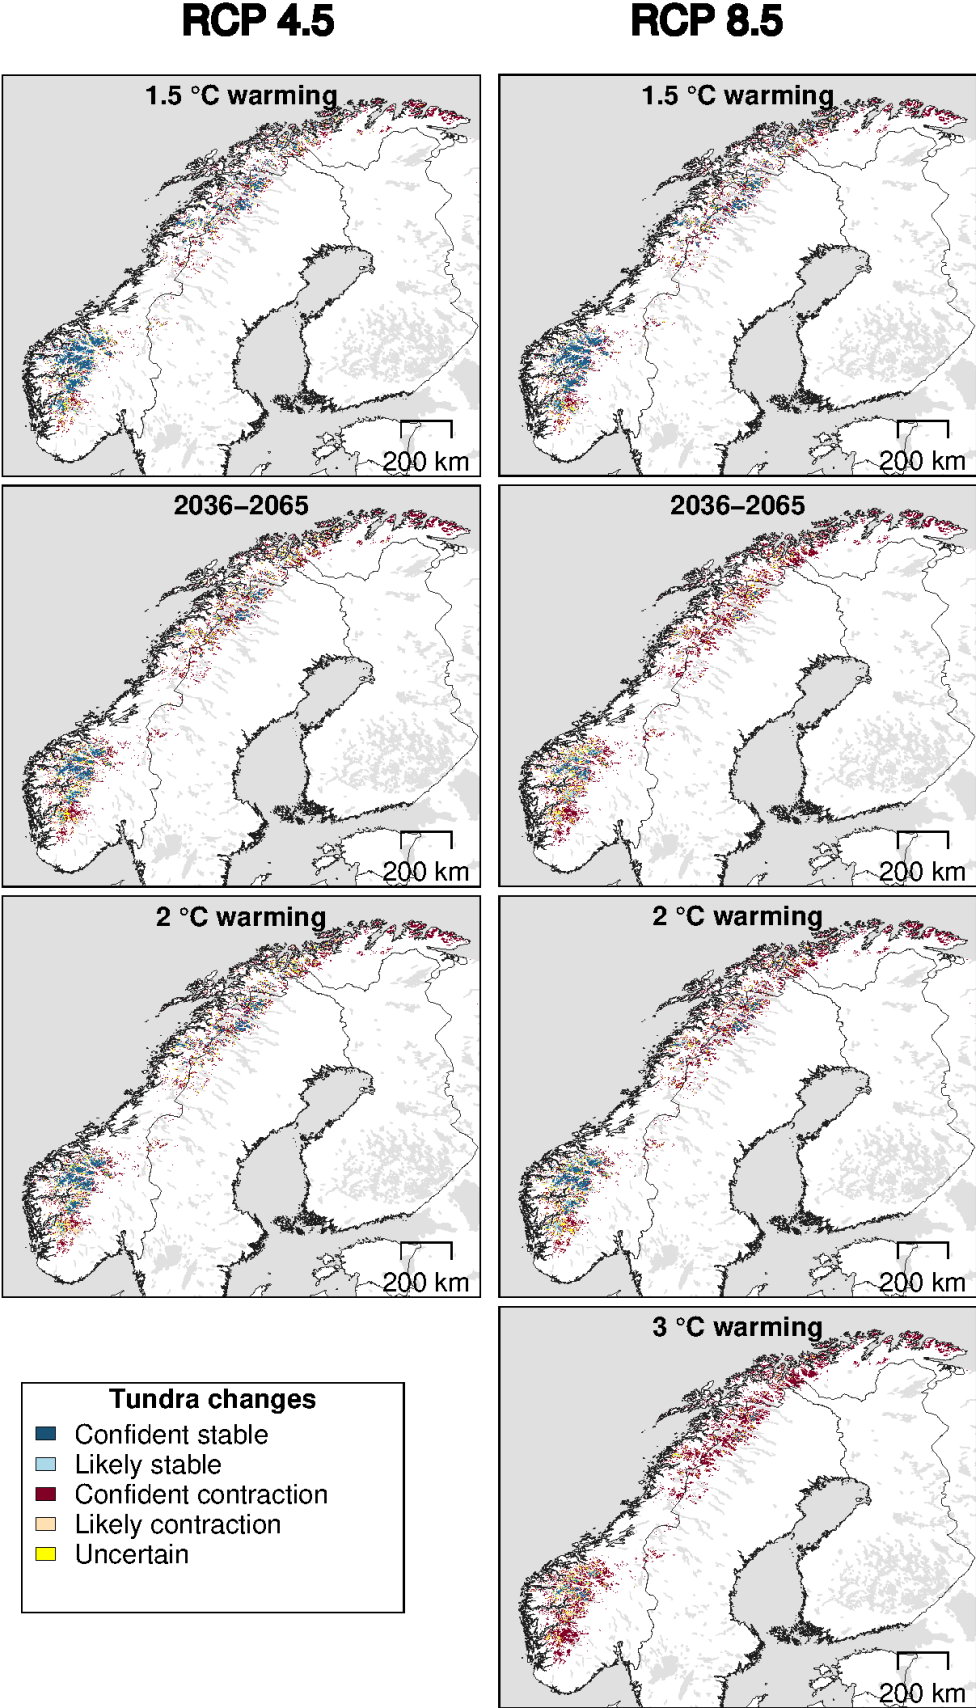 RCP 4.5
RCP 8.5
1.5 °C warming
200 km
1.5 °C warming
200 km
2036–2065
200 km
2036–2065
200 km
2 °C warming
200 km
2 °C warming
200 km
3 °C warming
200 km
Tundra changes
Confident stable
Likely stable
Confident contraction
Likely contraction
Uncertain